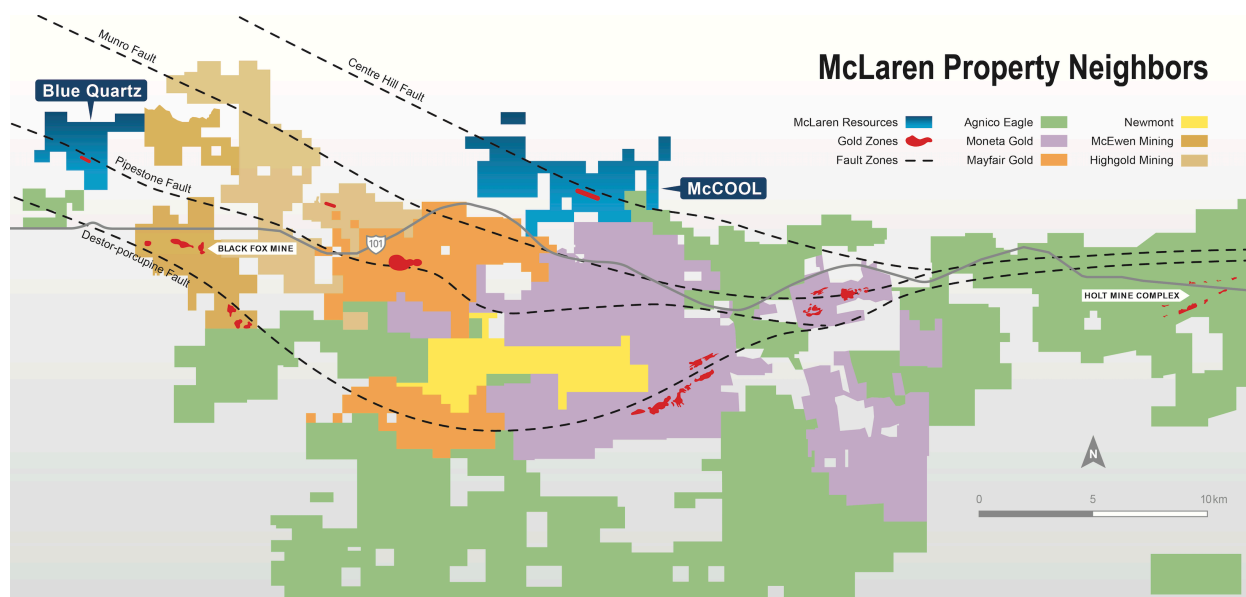 McLaren Property Neighbors
McLaren Resources
Gold Zones
Fault Zones
Agnico Eagle
Moneta Gold
Mayfair Gold
Newmont
McEwen Mining
Highgold Mining
Munro Fault
Centre Hill Fault
Blue Quartz
Pipestone Fault
McCOOL
Destor-porcupine Fault
BLACK FOX MINE
101
HOLT MINE COMPLEX
N
0 5 10km